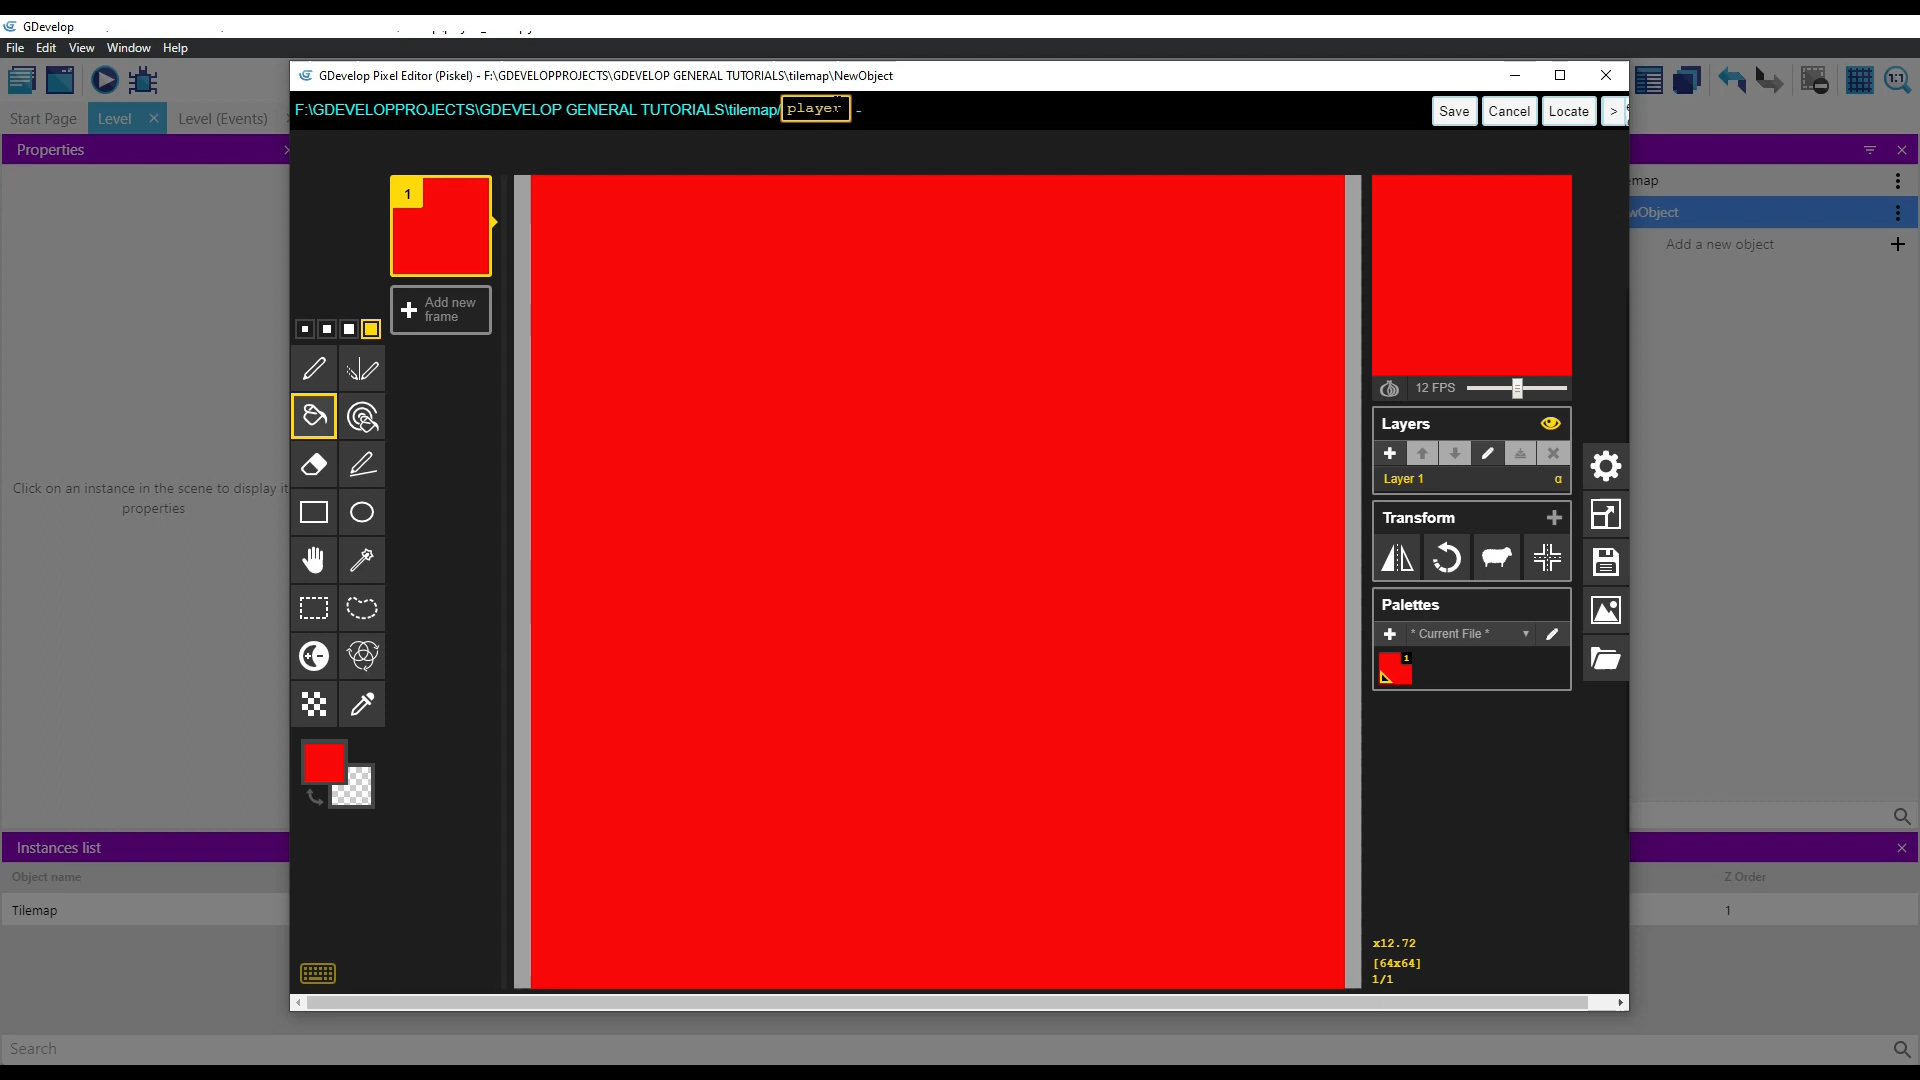 GDevelop
File Edit View Window Help
GDevelop Pixel Editor (Piskel) - F:\GDEVELOPPROJECTS\GDEVELOP GENERAL TUTORIALS\tilemap\NewObject
F:\GDEVELOPPROJECTS\GDEVELOP GENERAL TUTORIALS\tilemap/ player -
Save Cancel Locate >
1:1
Start Page Level × Level (Events)
Properties
emap
wObject
Add a new object
1
Add new
frame
12 FPS
Layers
Layer 1 α
Transform
Palettes
* Current File *
1
Click on an instance in the scene to display it
properties
Instances list
Object name Z Order
Tilemap 1
x12.72
[64x64]
1/1
Search